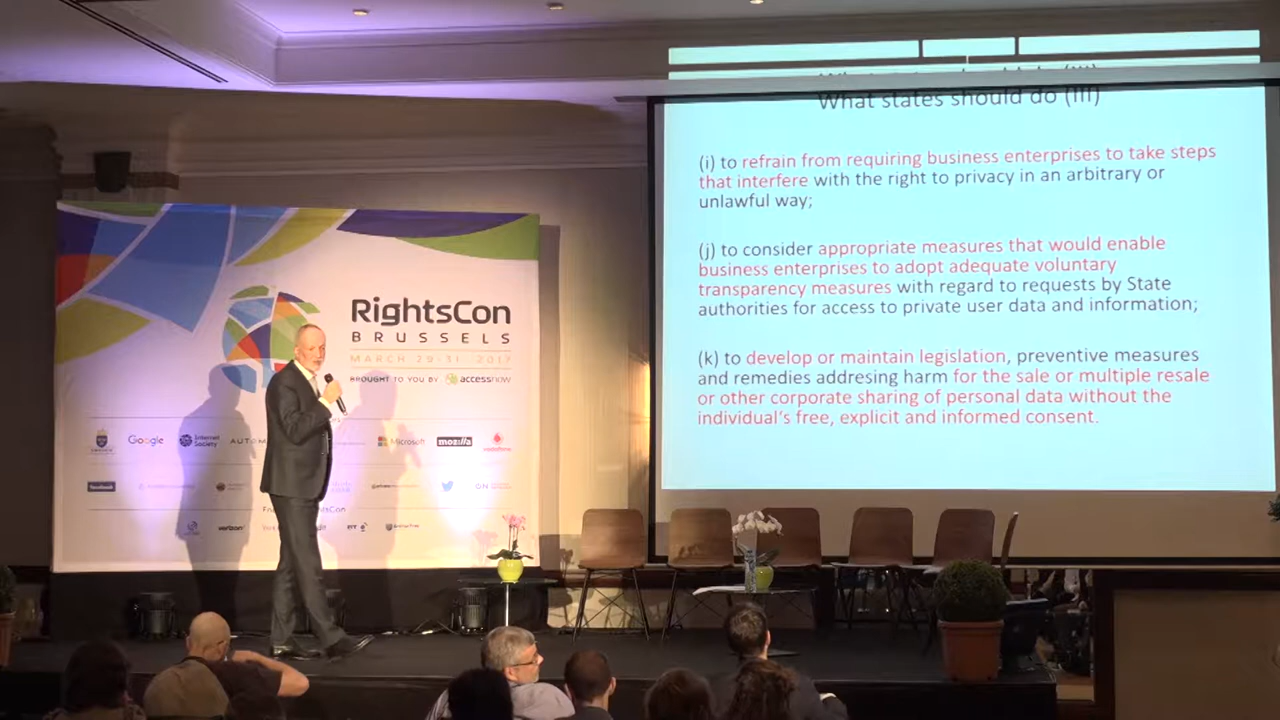 What states should do (III)
(i) to refrain from requiring business enterprises to take steps
that interfere with the right to privacy in an arbitrary or
unlawful way;
(j) to consider appropriate measures that would enable
business enterprises to adopt adequate voluntary
transparency measures with regard to requests by State
authorities for access to private user data and information;
(k) to develop or maintain legislation, preventive measures
and remedies addresing harm for the sale or multiple resale
or other corporate sharing of personal data without the
individual's free, explicit and informed consent.
RightsCon
BRUSSELS
MARCH 29-31, 2017
BROUGHT TO YOU BY accessnow
Google
Internet
Society
AUTOM
Microsoft
moz://a
vodafone
facebook
ON
verizon
BT